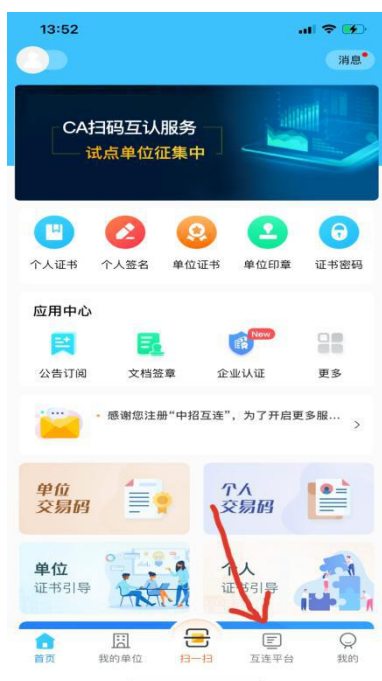 13:52
消息
CA扫码互认服务
试点单位征集中
个人证书 个人签名 单位证书 单位印章 证书密码
应用中心
New
公告订阅 文档签章 企业认证 更多
感谢您注册“中招互连”，为了开启更多服...
单位 个人
交易码 交易码
单位 个人
证书引导 证书引导
首页 我的单位 扫一扫 互连平台 我的